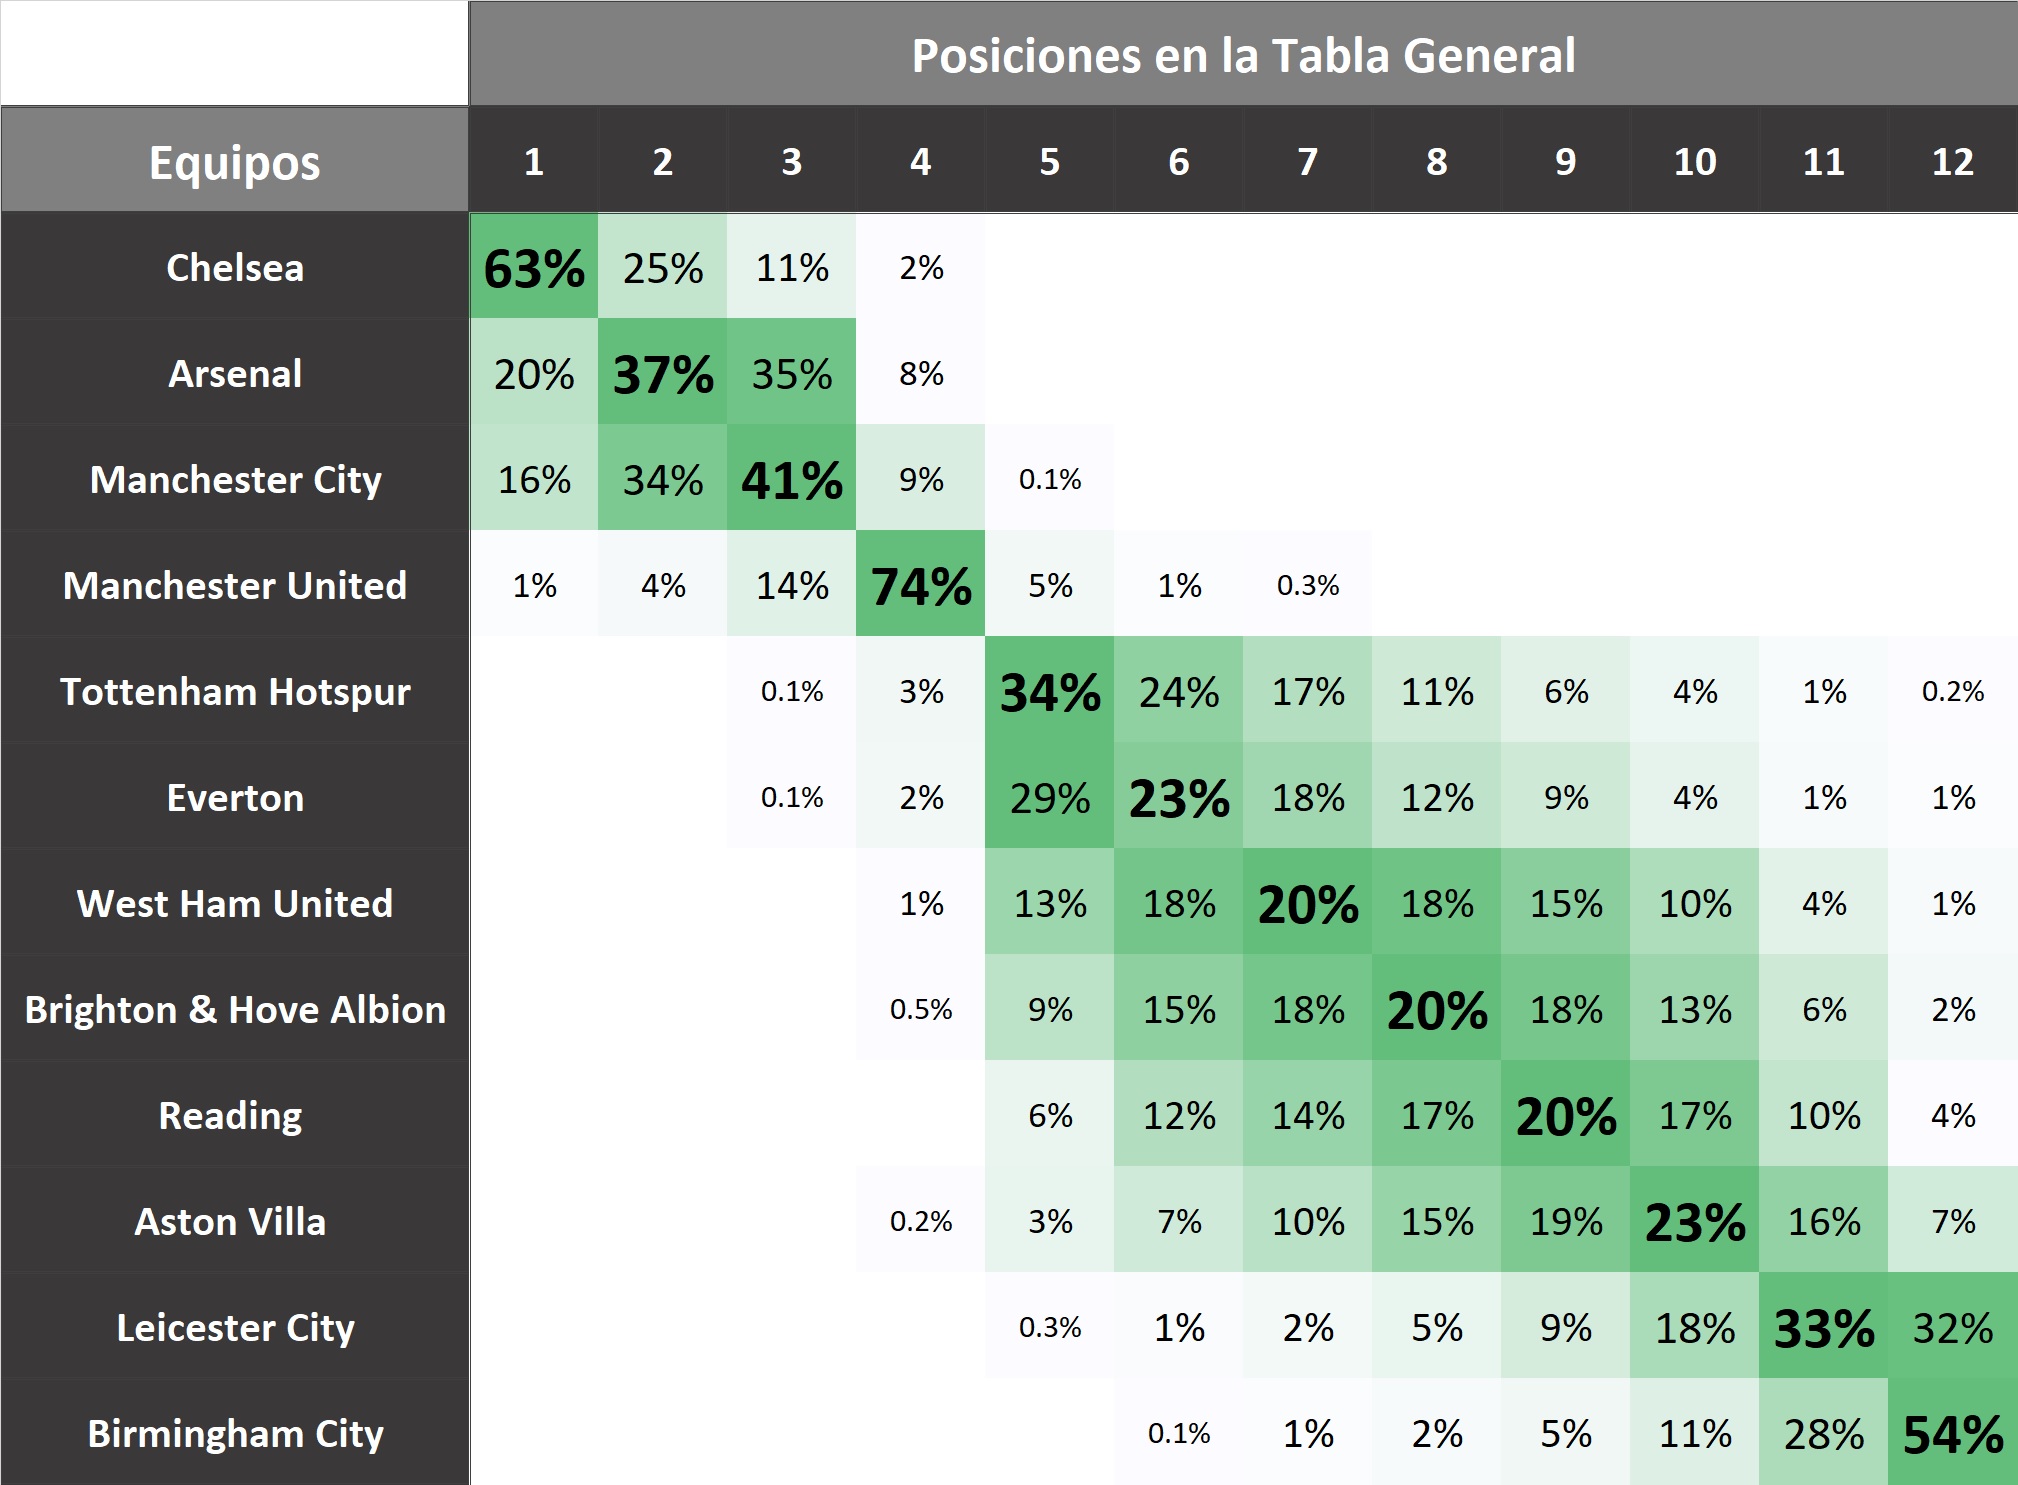 Posiciones en la Tabla General
Equipos 1 2 3 4 5 6 7 8 9 10 11 12
Chelsea 63% 25% 11% 2%
Arsenal 20% 37% 35% 8%
Manchester City 16% 34% 41% 9% 0.1%
Manchester United 1% 4% 14% 74% 5% 1% 0.3%
Tottenham Hotspur 0.1% 3% 34% 24% 17% 11% 6% 4% 1% 0.2%
Everton 0.1% 2% 29% 23% 18% 12% 9% 4% 1% 1%
West Ham United 1% 13% 18% 20% 18% 15% 10% 4% 1%
Brighton & Hove Albion 0.5% 9% 15% 18% 20% 18% 13% 6% 2%
Reading 6% 12% 14% 17% 20% 17% 10% 4%
Aston Villa 0.2% 3% 7% 10% 15% 19% 23% 16% 7%
Leicester City 0.3% 1% 2% 5% 9% 18% 33% 32%
Birmingham City 0.1% 1% 2% 5% 11% 28% 54%